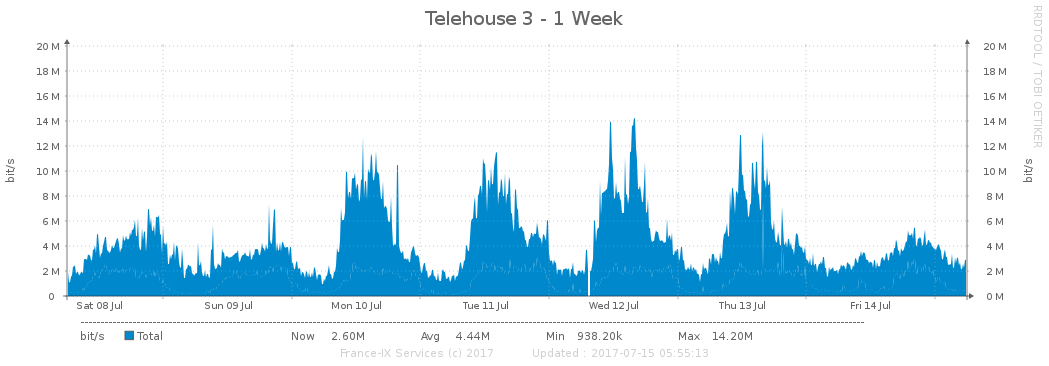 Telehouse 3 - 1 Week
RRDTOOL / TOBI OETIKER
20 M 20 M
18 M 18 M
16 M 16 M
14 M 14 M
12 M 12 M
10 M 10 M
8 M 8 M
6 M 6 M
4 M 4 M
2 M 2 M
0 0 M
bit/s bit/s
Sat 08 Jul Sun 09 Jul Mon 10 Jul Tue 11 Jul Wed 12 Jul Thu 13 Jul Fri 14 Jul
bit/s Total Now 2.60M Avg 4.44M Min 938.20k Max 14.20M
France-IX Services (c) 2017 Updated : 2017-07-15 05:55:13